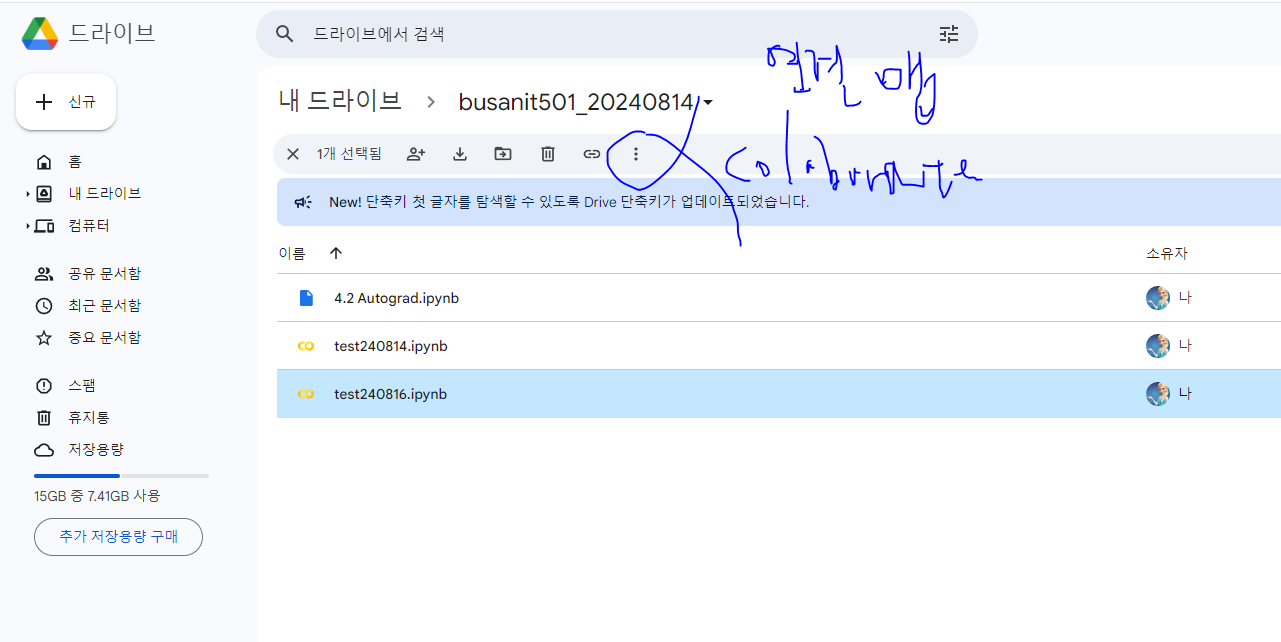 드라이브
드라이브에서 검색
신규
내 드라이브 > busanit501_20240814
1개 선택됨
New! 단축키 첫 글자를 탐색할 수 있도록 Drive 단축키가 업데이트되었습니다.
홈
내 드라이브
컴퓨터
공유 문서함
최근 문서함
중요 문서함
스팸
휴지통
저장용량
15GB 중 7.41GB 사용
추가 저장용량 구매
이름
소유자
4.2 Autograd.ipynb
나
test240814.ipynb
나
test240816.ipynb
나